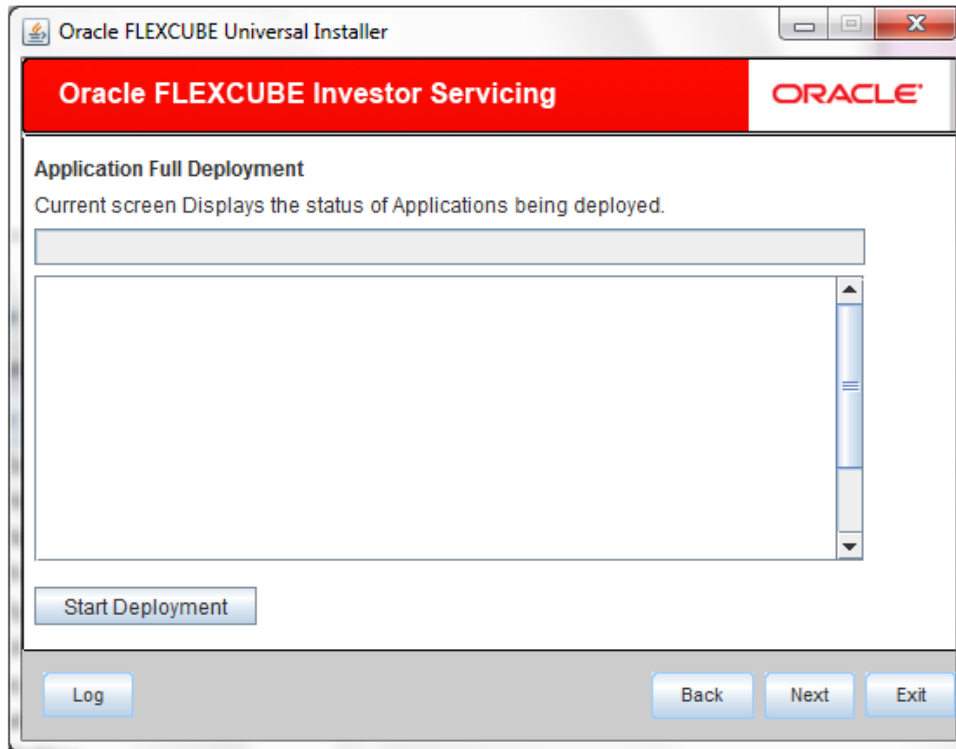 Oracle FLEXCUBE Universal Installer
Oracle FLEXCUBE Investor Servicing
ORACLE
Application Full Deployment
Current screen Displays the status of Applications being deployed.
Start Deployment
Log Back Next Exit